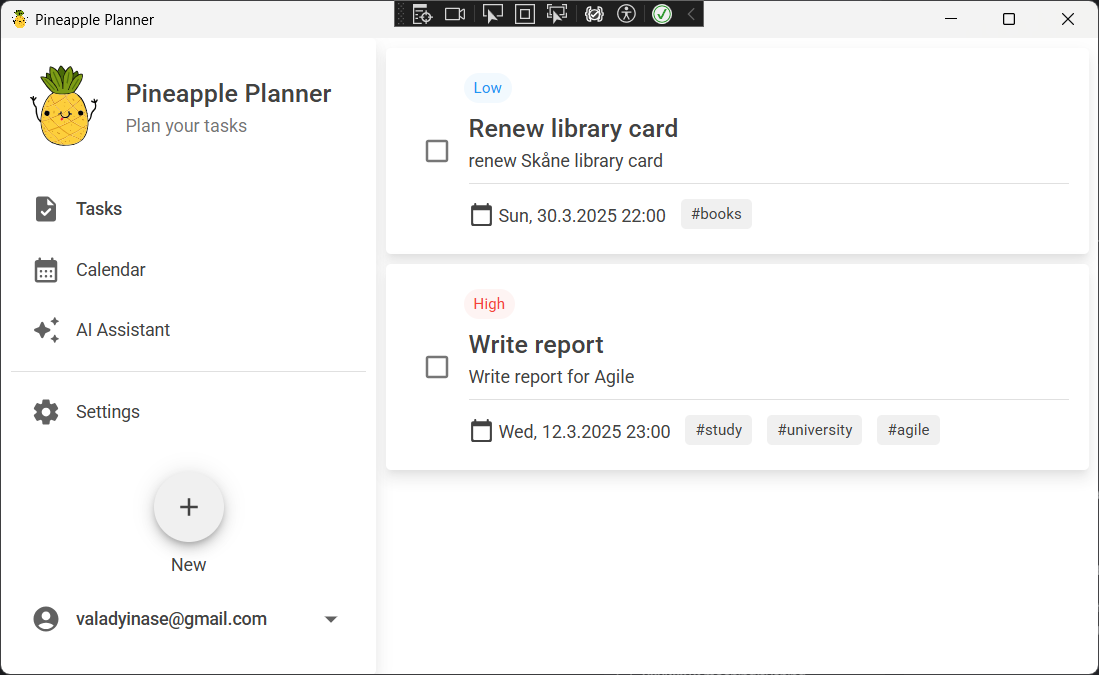 Pineapple Planner
Pineapple Planner
Plan your tasks
Tasks
Calendar
AI Assistant
Settings
New
valadyinase@gmail.com
Low
Renew library card
renew Skåne library card
Sun, 30.3.2025 22:00 #books
High
Write report
Write report for Agile
Wed, 12.3.2025 23:00 #study #university #agile